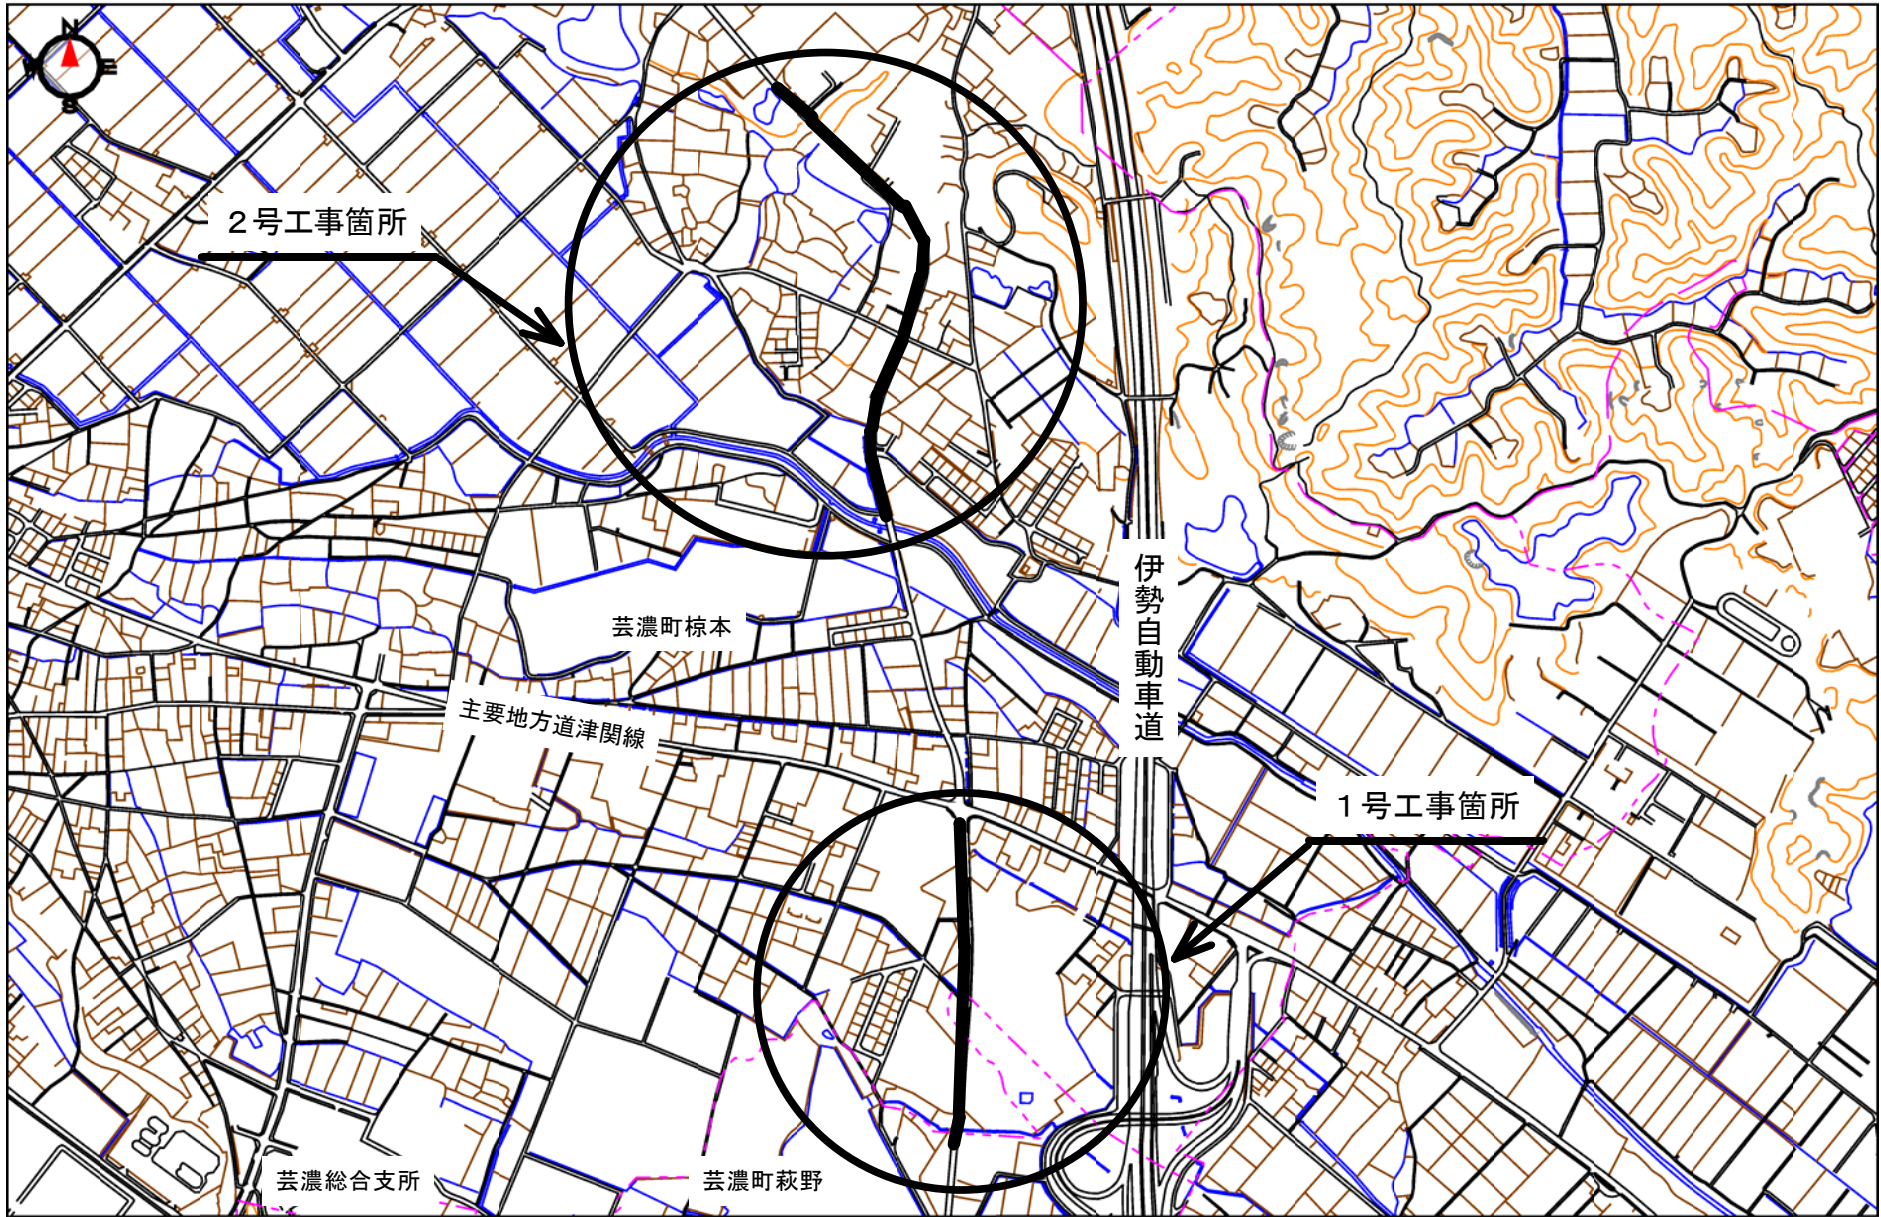 N
E
S
２号工事箇所
伊勢自動車道
芸濃町椋本
主要地方道津関線
１号工事箇所
芸濃総合支所
芸濃町萩野